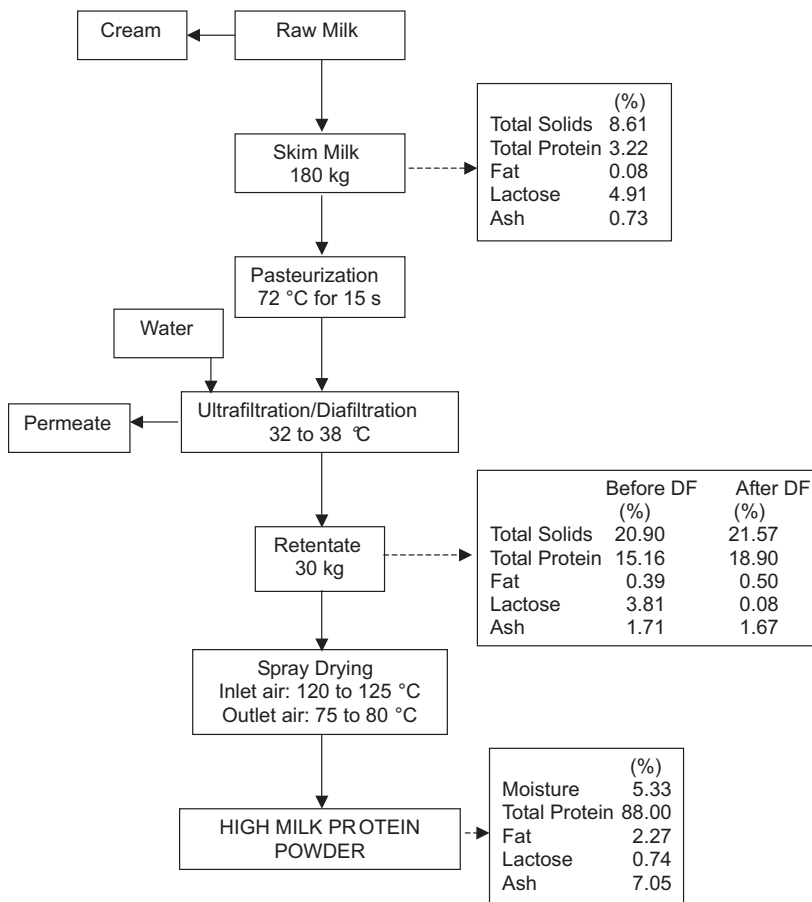 Cream
Raw Milk
Skim Milk
180 kg
(%)
Total Solids 8.61
Total Protein 3.22
Fat 0.08
Lactose 4.91
Ash 0.73
Pasteurization
72 °C for 15 s
Water
Permeate
Ultrafiltration/Diafiltration
32 to 38 °C
Retentate
30 kg
Before DF After DF
(%) (%)
Total Solids 20.90 21.57
Total Protein 15.16 18.90
Fat 0.39 0.50
Lactose 3.81 0.08
Ash 1.71 1.67
Spray Drying
Inlet air: 120 to 125 °C
Outlet air: 75 to 80 °C
HIGH MILK PROTEIN
POWDER
(%)
Moisture 5.33
Total Protein 88.00
Fat 2.27
Lactose 0.74
Ash 7.05